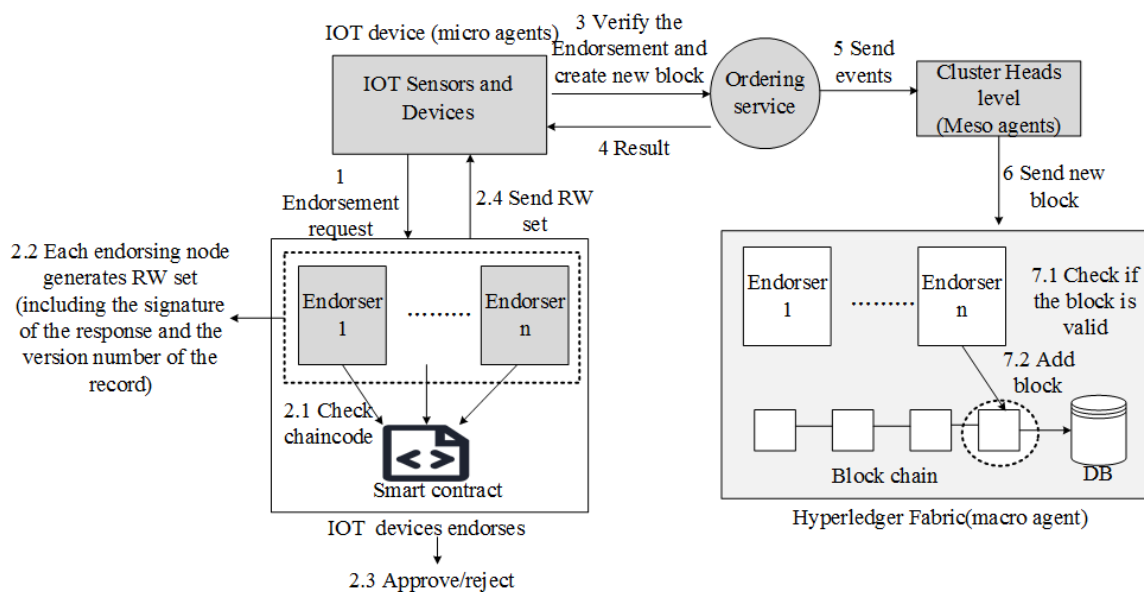 IOT device (micro agents)
IOT Sensors and
Devices
3 Verify the
Endorsement and
create new block
Ordering
service
4 Result
5 Send
events
Cluster Heads
level
(Meso agents)
1
Endorsement
request
2.4 Send RW
set
6 Send new
block
2.2 Each endorsing node
generates RW set
(including the signature
of the response and the
version number of the
record)
Endorser
1
.........
Endorser
n
2.1 Check
chaincode
Smart contract
IOT devices endorses
2.3 Approve/reject
Endorser
1
.........
Endorser
n
7.1 Check if
the block is
valid
7.2 Add
block
Block chain
DB
Hyperledger Fabric(macro agent)